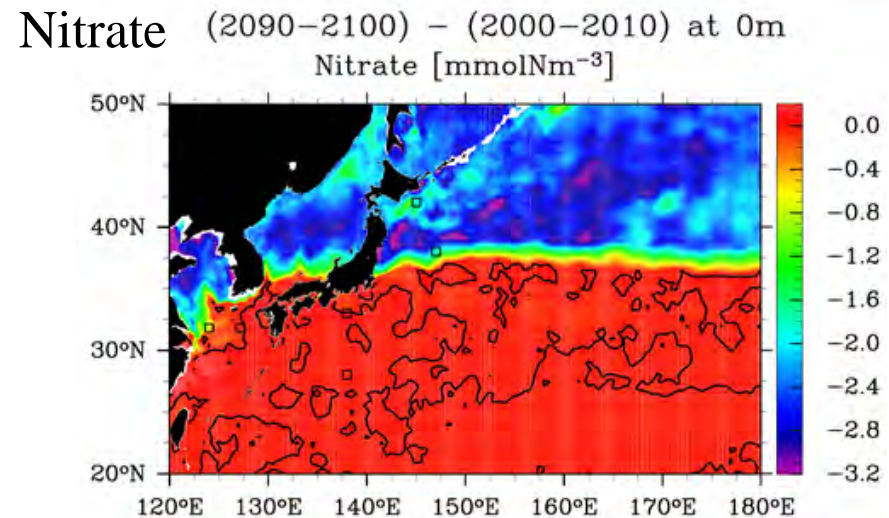 Nitrate (2090−2100) − (2000−2010) at 0m
Nitrate [mmolNm⁻³]
50°N
40°N
30°N
20°N
120°E 130°E 140°E 150°E 160°E 170°E 180°E
0.0
−0.4
−0.8
−1.2
−1.6
−2.0
−2.4
−2.8
−3.2